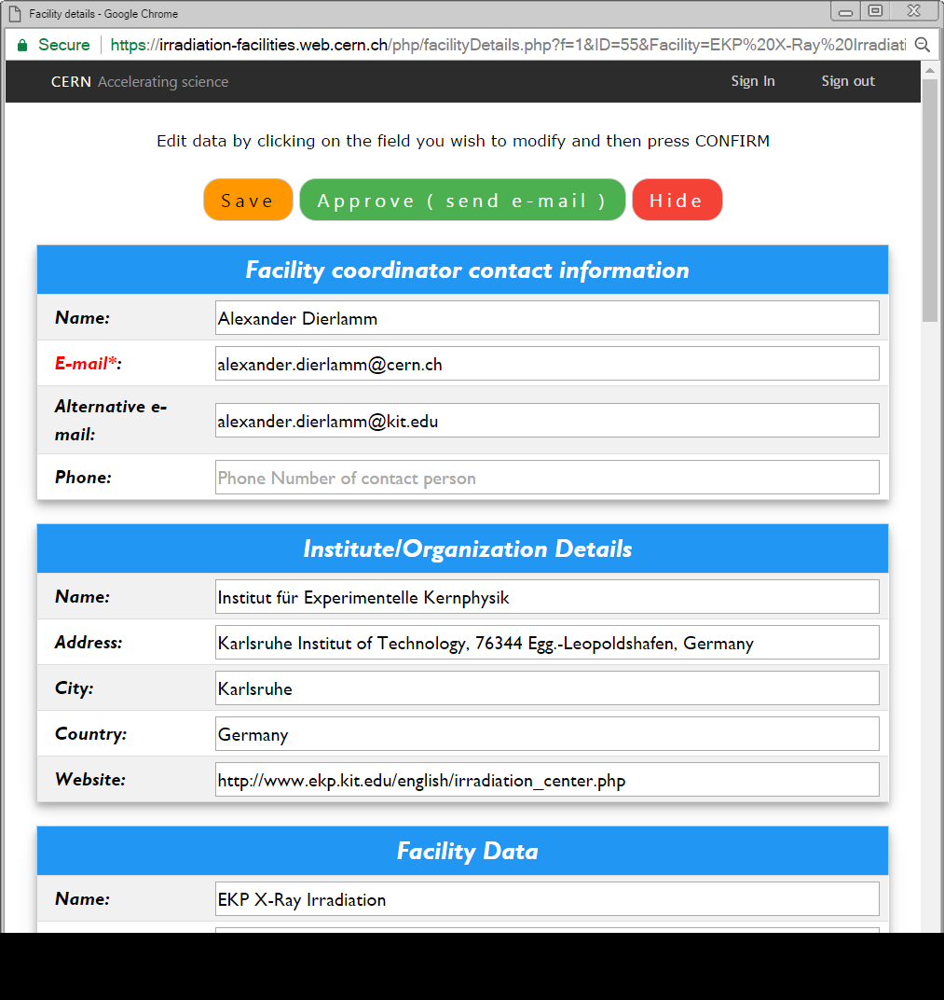 Facility details - Google Chrome
Secure https://irradiation-facilities.web.cern.ch/php/facilityDetails.php?f=1&ID=55&Facility=EKP%20X-Ray%20Irradiati
CERN Accelerating science Sign In Sign out
Edit data by clicking on the field you wish to modify and then press CONFIRM
Save Approve ( send e-mail ) Hide
Facility coordinator contact information
Name: Alexander Dierlamm
E-mail*: alexander.dierlamm@cern.ch
Alternative e-
mail: alexander.dierlamm@kit.edu
Phone: Phone Number of contact person
Institute/Organization Details
Name: Institut für Experimentelle Kernphysik
Address: Karlsruhe Institut of Technology, 76344 Egg.-Leopoldshafen, Germany
City: Karlsruhe
Country: Germany
Website: http://www.ekp.kit.edu/english/irradiation_center.php
Facility Data
Name: EKP X-Ray Irradiation